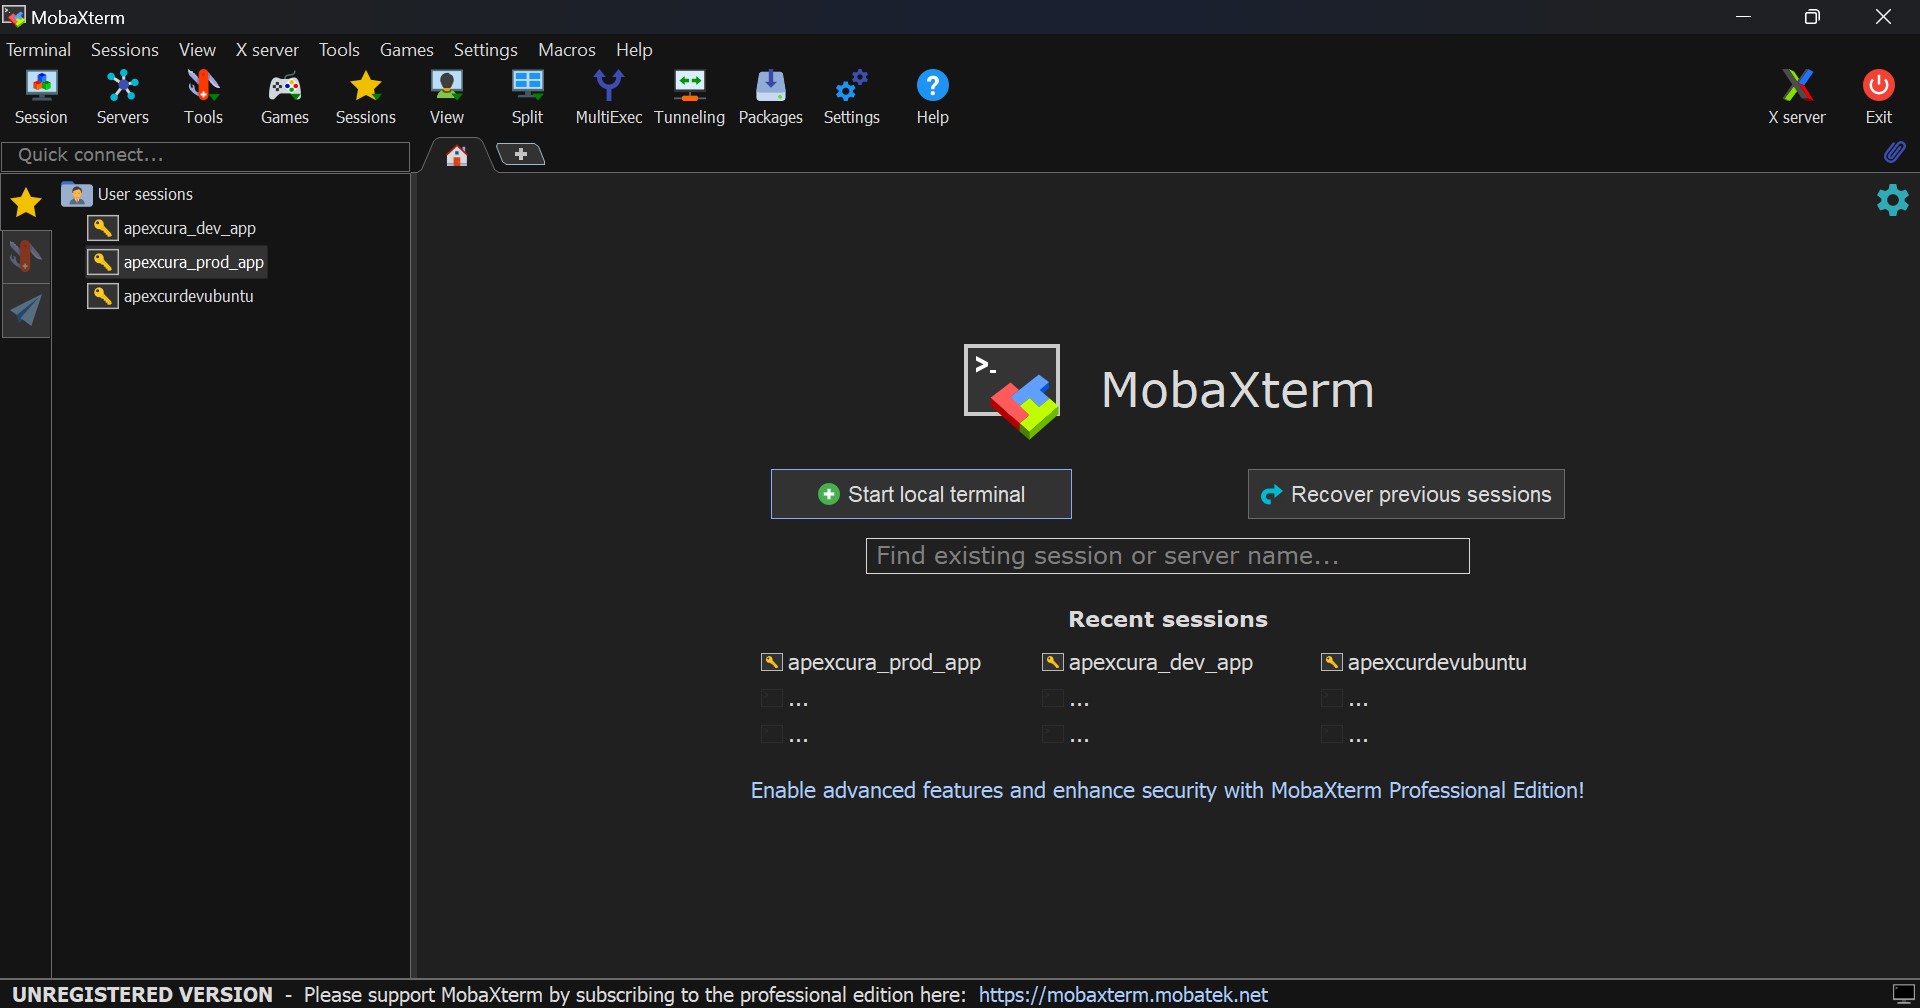 MobaXterm
Terminal Sessions View X server Tools Games Settings Macros Help
Session Servers Tools Games Sessions View Split MultiExec Tunneling Packages Settings Help X server Exit
Quick connect...
User sessions
apexcura_dev_app
apexcura_prod_app
apexcurdevubuntu
>_
MobaXterm
Start local terminal Recover previous sessions
Find existing session or server name...
Recent sessions
apexcura_prod_app apexcura_dev_app apexcurdevubuntu
... ... ...
... ... ...
Enable advanced features and enhance security with MobaXterm Professional Edition!
UNREGISTERED VERSION - Please support MobaXterm by subscribing to the professional edition here: https://mobaxterm.mobatek.net